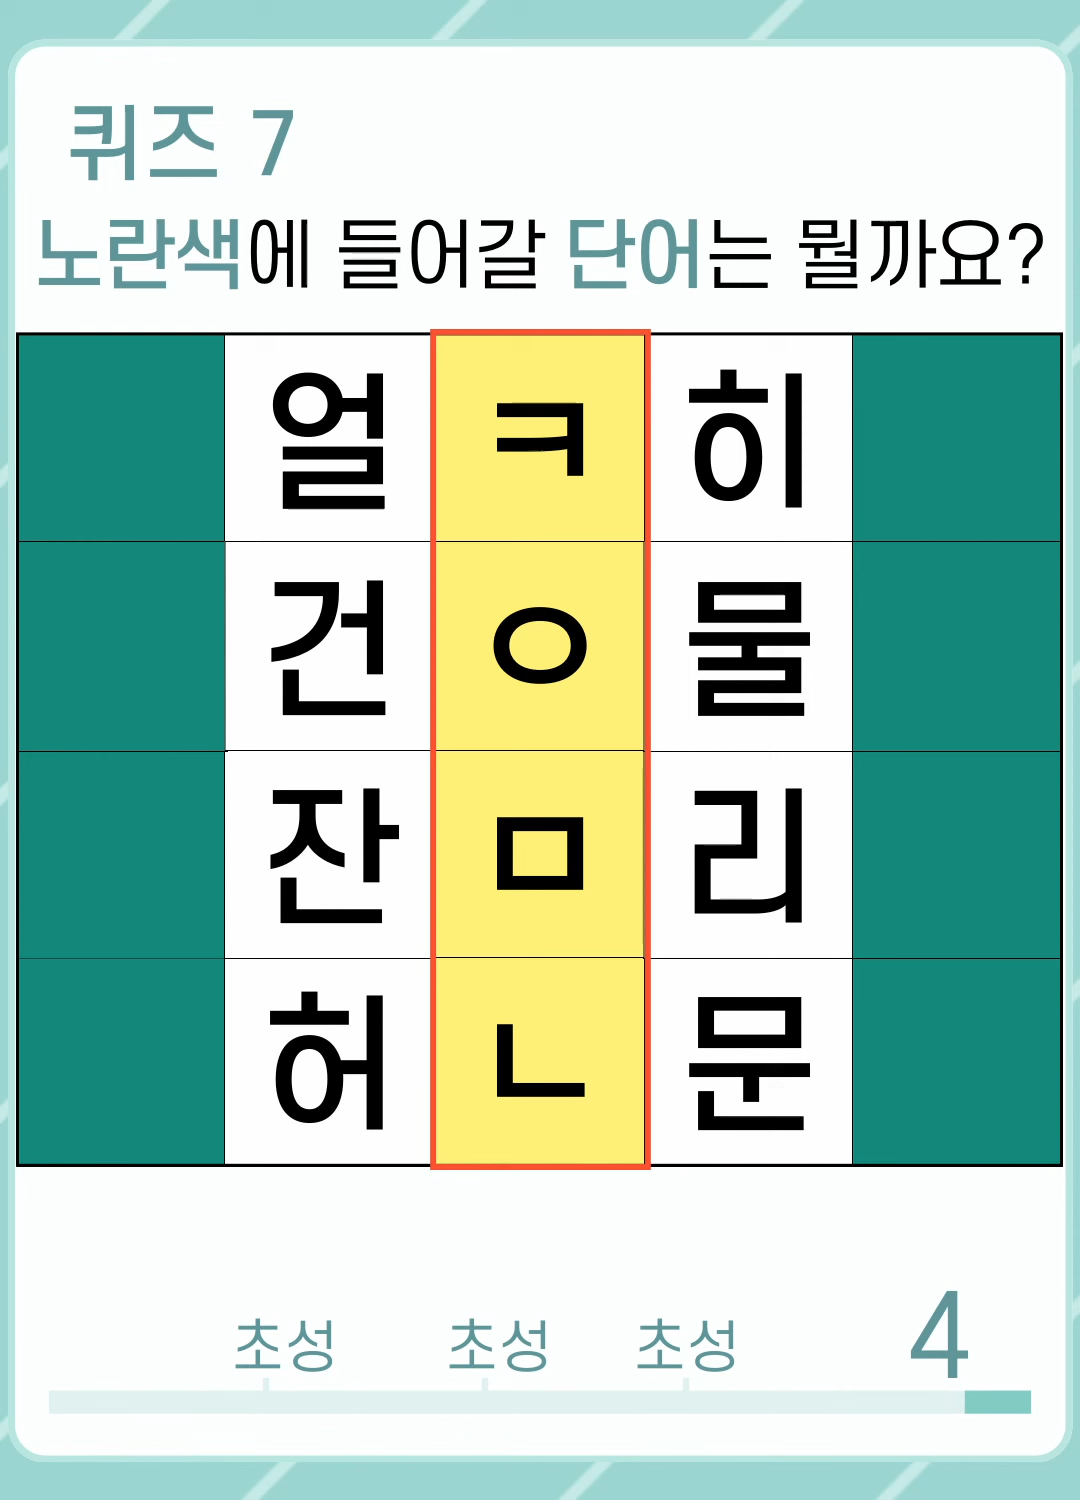 퀴즈 7
노란색에 들어갈 단어는 뭘까요?
얼 ㅋ 히
건 ㅇ 물
잔 ㅁ 리
허 ㄴ 문
초성 초성 초성 4